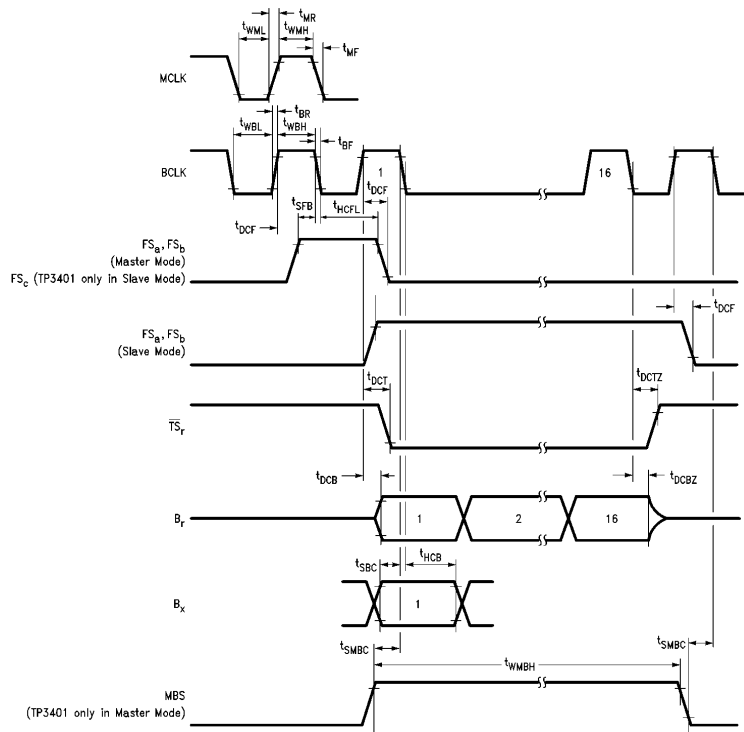 tMR
tWML tWMH
tMF
MCLK
tBR
tWBL tWBH
tBF
BCLK 1 16
tDCF
tSFB tHCFL
tDCF
FSa, FSb
(Master Mode)
FSc (TP3401 only in Slave Mode)
tDCF
FSa, FSb
(Slave Mode)
tDCT tDCTZ
TSr
tDCB tDCBZ
Br 1 2 16
tSBC tHCB
Bx 1
tSMBC tSMBC
tWMBH
MBS
(TP3401 only in Master Mode)